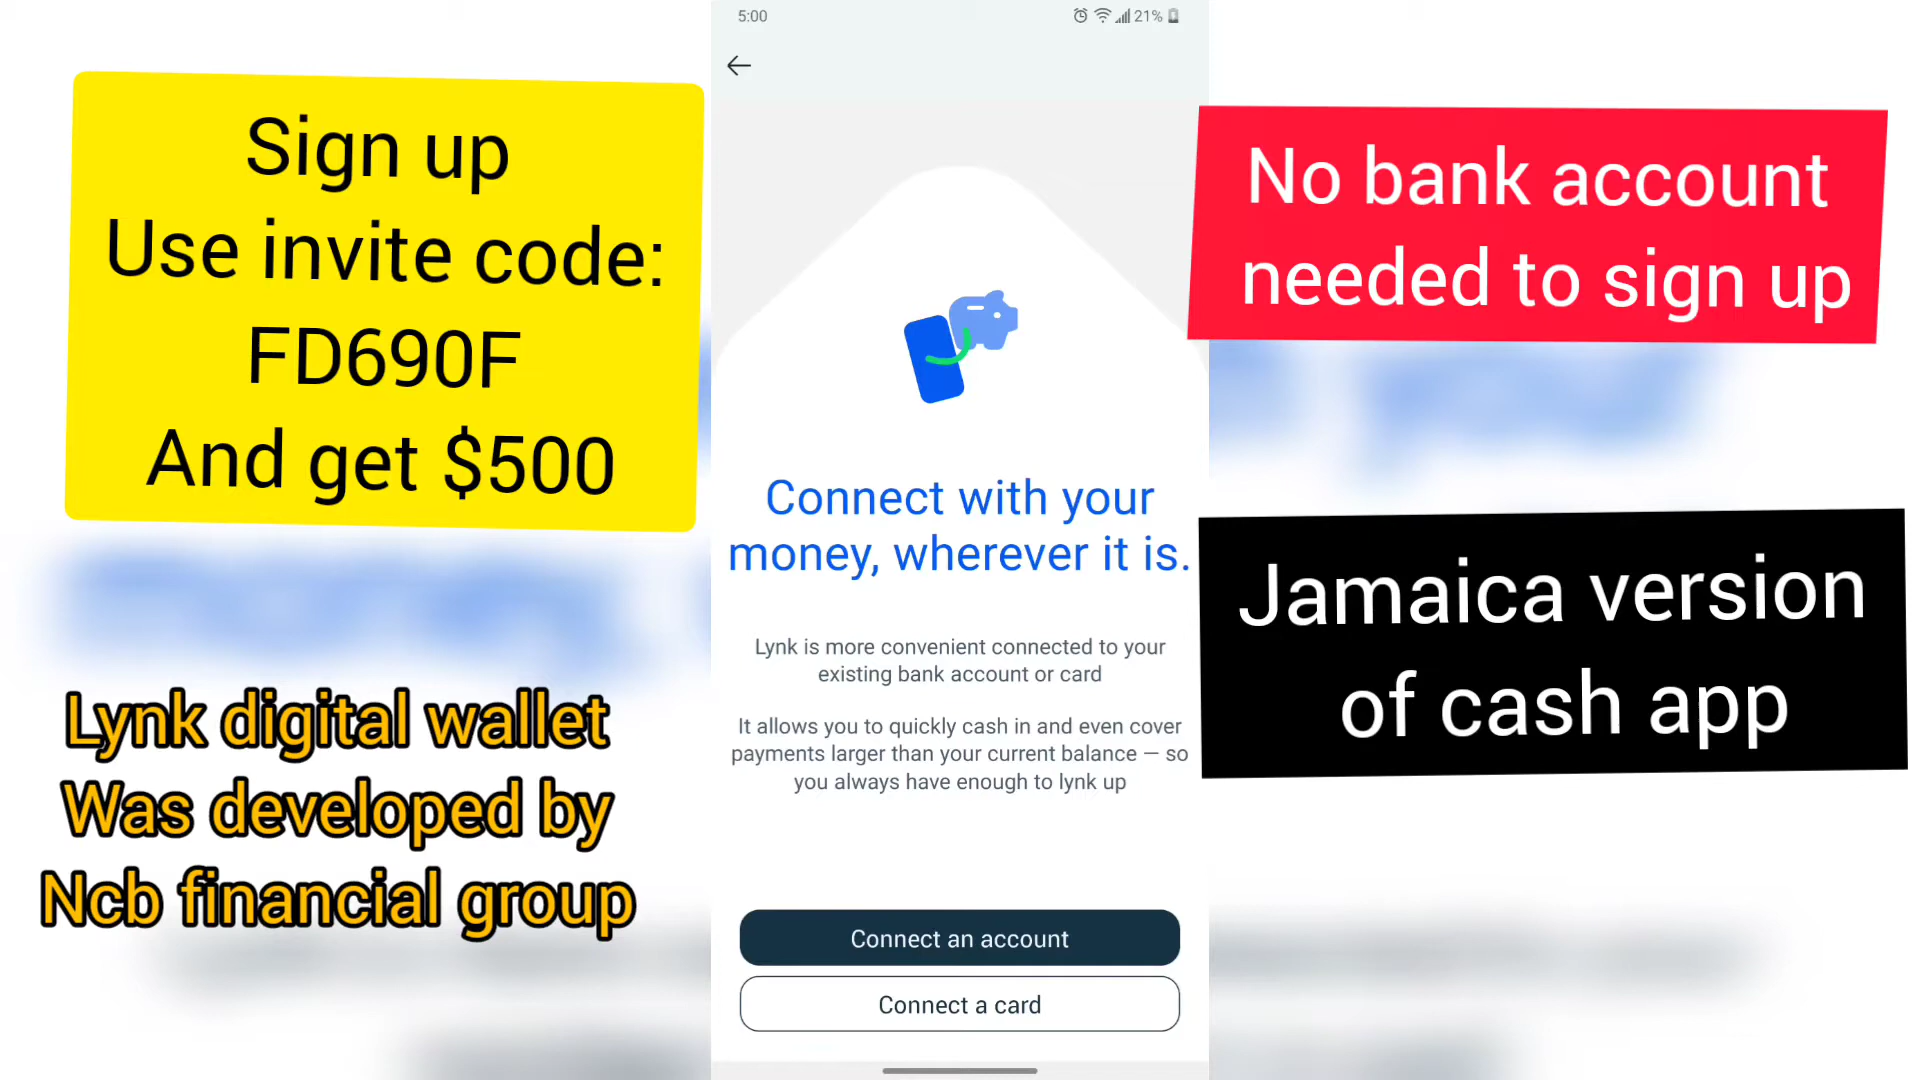 5:00
21%
Sign up
Use invite code:
FD690F
And get $500
No bank account
needed to sign up
Connect with your
money, wherever it is.
Jamaica version
of cash app
Lynk is more convenient connected to your
existing bank account or card
It allows you to quickly cash in and even cover
payments larger than your current balance — so
you always have enough to lynk up
Lynk digital wallet
Was developed by
Ncb financial group
Connect an account
Connect a card